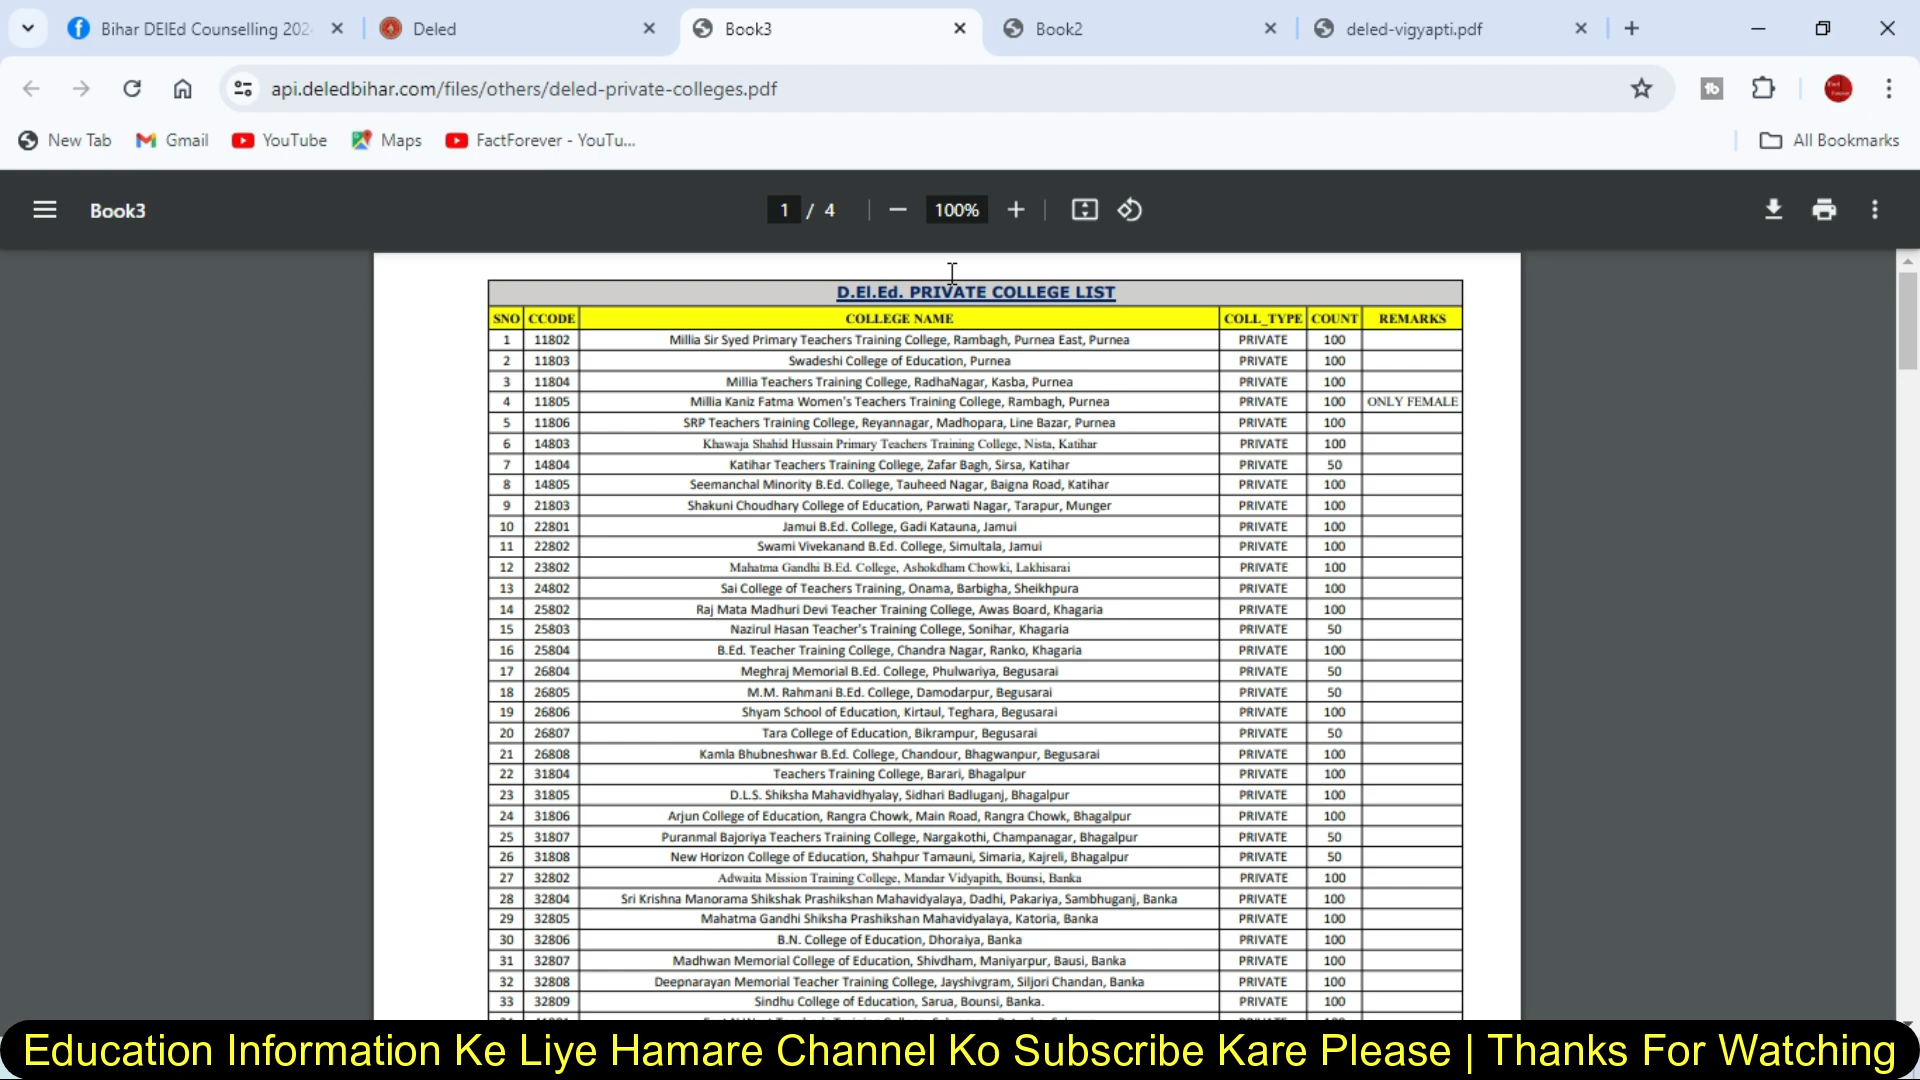 Bihar DElEd Counselling 202
Deled
Book3
Book2
deled-vigyapti.pdf
api.deledbihar.com/files/others/deled-private-colleges.pdf
New Tab
Gmail
YouTube
Maps
FactForever - YouTu...
All Bookmarks
Book3
1 / 4
100%
D.El.Ed. PRIVATE COLLEGE LIST
SNO CCODE COLLEGE NAME COLL_TYPE COUNT REMARKS
1 11802 Millia Sir Syed Primary Teachers Training College, Rambagh, Purnea East, Purnea PRIVATE 100
2 11803 Swadeshi College of Education, Purnea PRIVATE 100
3 11804 Millia Teachers Training College, RadhaNagar, Kasba, Purnea PRIVATE 100
4 11805 Millia Kaniz Fatma Women's Teachers Training College, Rambagh, Purnea PRIVATE 100 ONLY FEMALE
5 11806 SRP Teachers Training College, Reyannagar, Madhopara, Line Bazar, Purnea PRIVATE 100
6 14803 Khawaja Shahid Hussain Primary Teachers Training College, Nista, Katihar PRIVATE 100
7 14804 Katihar Teachers Training College, Zafar Bagh, Sirsa, Katihar PRIVATE 50
8 14805 Seemanchal Minority B.Ed. College, Tauheed Nagar, Baigna Road, Katihar PRIVATE 100
9 21803 Shakuni Choudhary College of Education, Parwati Nagar, Tarapur, Munger PRIVATE 100
10 22801 Jamui B.Ed. College, Gadi Katauna, Jamui PRIVATE 100
11 22802 Swami Vivekanand B.Ed. College, Simultala, Jamui PRIVATE 100
12 23802 Mahatma Gandhi B.Ed. College, Ashokdham Chowki, Lakhisarai PRIVATE 100
13 24802 Sai College of Teachers Training, Onama, Barbigha, Sheikhpura PRIVATE 100
14 25802 Raj Mata Madhuri Devi Teacher Training College, Awas Board, Khagaria PRIVATE 100
15 25803 Nazirul Hasan Teacher's Training College, Sonihar, Khagaria PRIVATE 50
16 25804 B.Ed. Teacher Training College, Chandra Nagar, Ranko, Khagaria PRIVATE 100
17 26804 Meghraj Memorial B.Ed. College, Phulwariya, Begusarai PRIVATE 50
18 26805 M.M. Rahmani B.Ed. College, Damodarpur, Begusarai PRIVATE 50
19 26806 Shyam School of Education, Kirtaul, Teghara, Begusarai PRIVATE 100
20 26807 Tara College of Education, Bikrampur, Begusarai PRIVATE 50
21 26808 Kamla Bhubneshwar B.Ed. College, Chandour, Bhagwanpur, Begusarai PRIVATE 100
22 31804 Teachers Training College, Barari, Bhagalpur PRIVATE 100
23 31805 D.L.S. Shiksha Mahavidhyalay, Sidhari Badluganj, Bhagalpur PRIVATE 100
24 31806 Arjun College of Education, Rangra Chowk, Main Road, Rangra Chowk, Bhagalpur PRIVATE 100
25 31807 Puranmal Bajoriya Teachers Training College, Nargakothi, Champanagar, Bhagalpur PRIVATE 50
26 31808 New Horizon College of Education, Shahpur Tamauni, Simaria, Kajreli, Bhagalpur PRIVATE 50
27 32802 Adwaita Mission Training College, Mandar Vidyapith, Bounsi, Banka PRIVATE 100
28 32804 Sri Krishna Manorama Shikshak Prashikshan Mahavidyalaya, Dadhi, Pakariya, Sambhuganj, Banka PRIVATE 100
29 32805 Mahatma Gandhi Shiksha Prashikshan Mahavidyalaya, Katoria, Banka PRIVATE 100
30 32806 B.N. College of Education, Dhoraiya, Banka PRIVATE 100
31 32807 Madhwan Memorial College of Education, Shivdham, Maniyarpur, Bausi, Banka PRIVATE 100
32 32808 Deepnarayan Memorial Teacher Training College, Jayshivgram, Siljori Chandan, Banka PRIVATE 100
33 32809 Sindhu College of Education, Sarua, Bounsi, Banka. PRIVATE 100
Education Information Ke Liye Hamare Channel Ko Subscribe Kare Please | Thanks For Watching